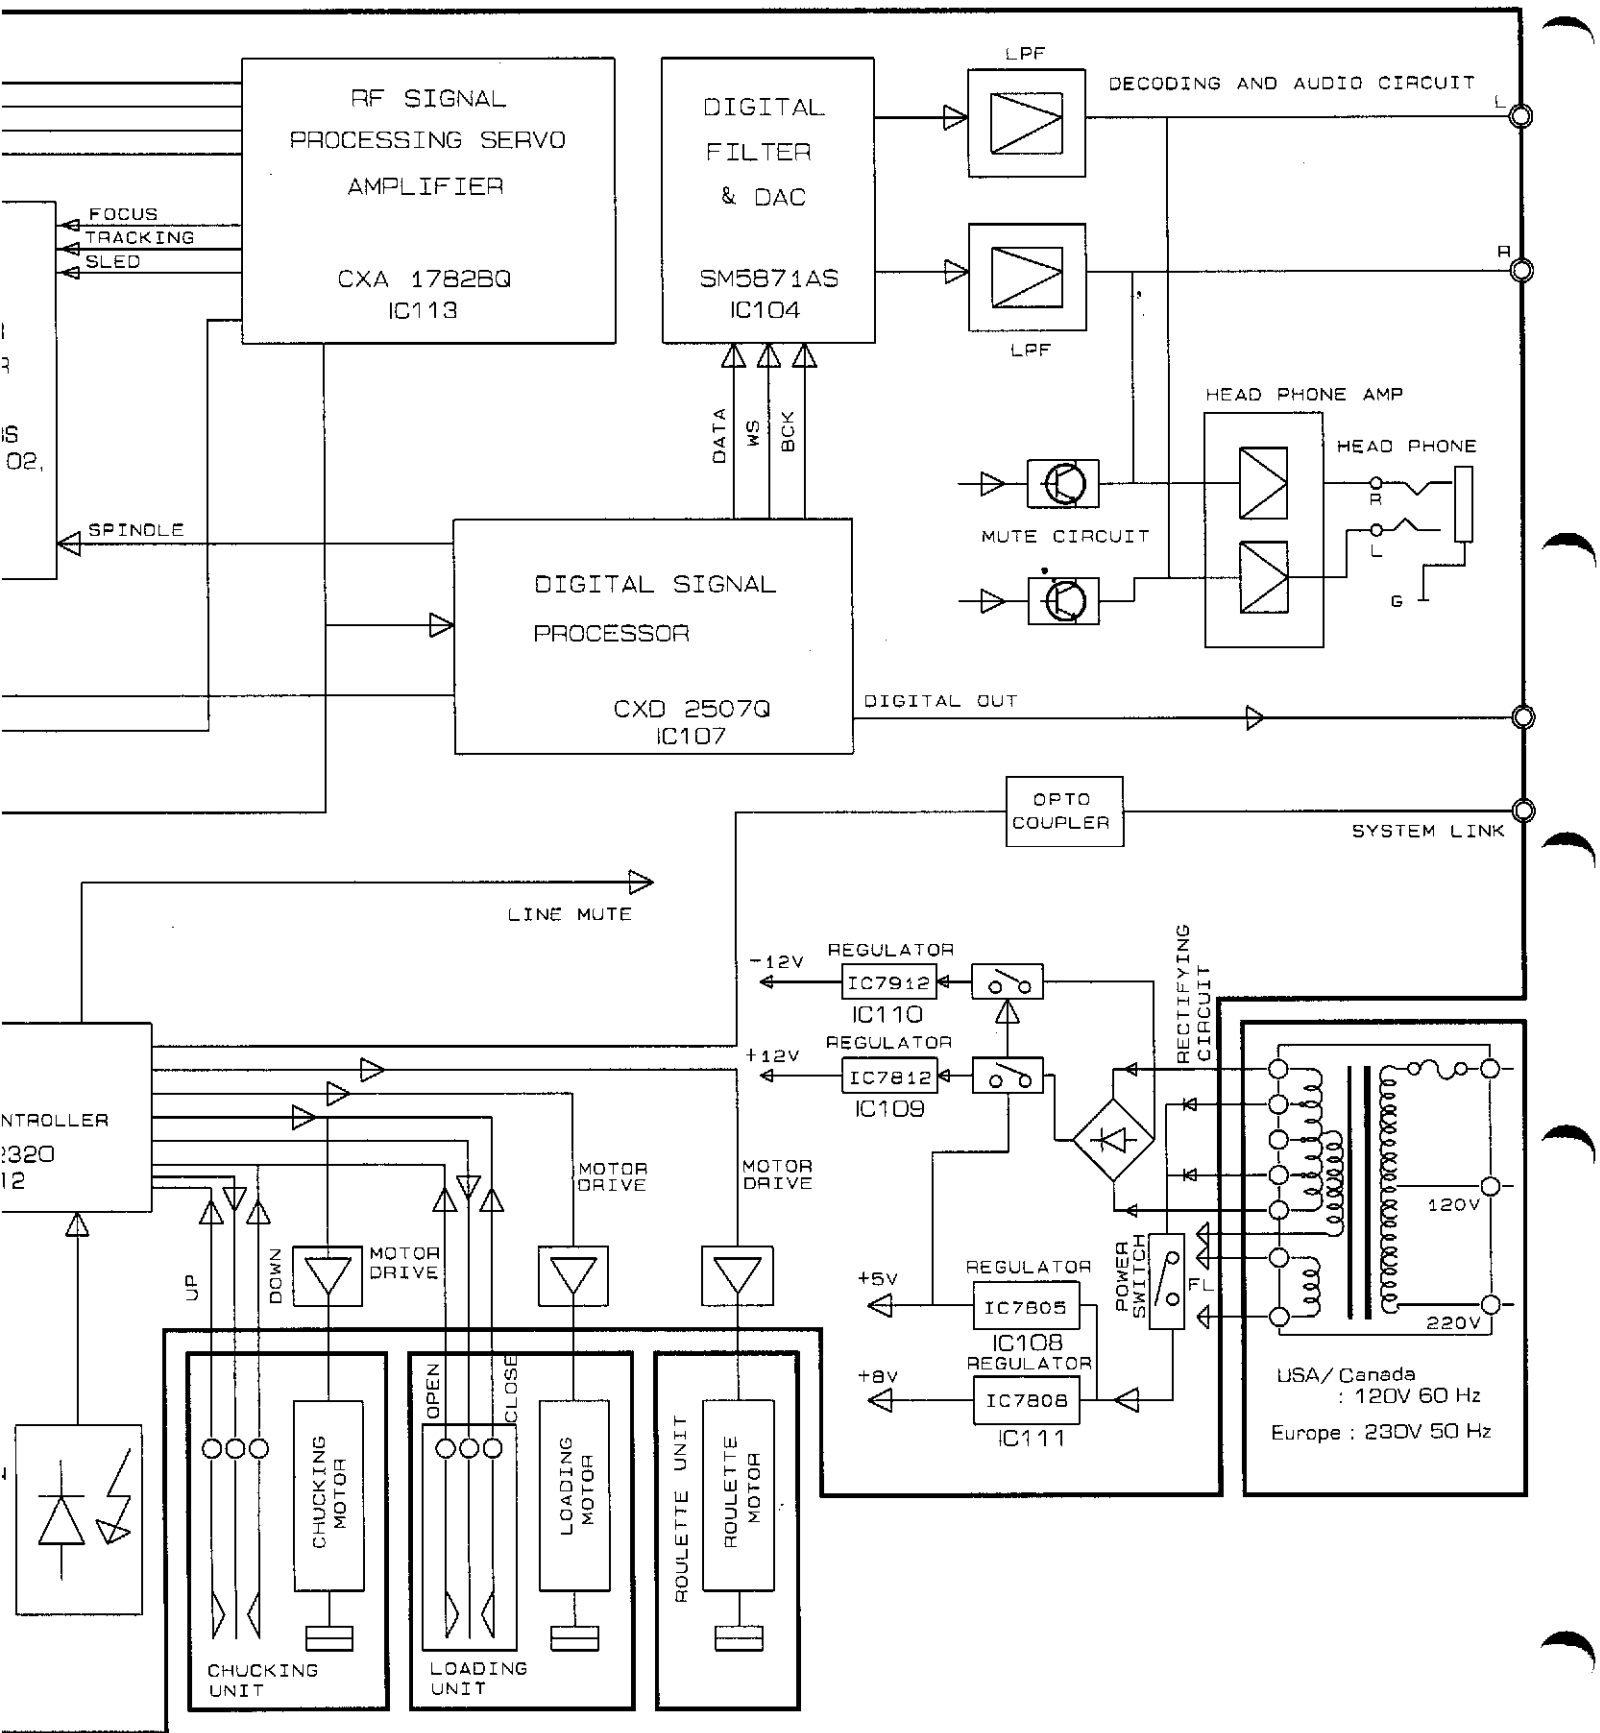 RF SIGNAL
PROCESSING SERVO
AMPLIFIER
CXA 1782BQ
IC113
FOCUS
TRACKING
SLED
DIGITAL
FILTER
& DAC
SM5871AS
IC104
LPF
DECODING AND AUDIO CIRCUIT
L
R
LPF
DATA
WS
BCK
HEAD PHONE AMP
HEAD PHONE
R
L
G
MUTE CIRCUIT
02,
SPINDLE
DIGITAL SIGNAL
PROCESSOR
CXD 2507Q
IC107
DIGITAL OUT
OPTO
COUPLER
SYSTEM LINK
LINE MUTE
-12V
REGULATOR
IC7912
IC110
+12V
REGULATOR
IC7812
IC109
RECTIFYING
CIRCUIT
NTROLLER
2320
12
MOTOR
DRIVE
MOTOR
DRIVE
MOTOR
DRIVE
UP
DOWN
+5V
REGULATOR
IC7805
IC108
+8V
REGULATOR
IC7808
IC111
POWER
SWITCH
FL
120V
220V
USA/Canada
: 120V 60 Hz
Europe : 230V 50 Hz
OPEN
CLOSE
CHUCKING
MOTOR
LOADING
MOTOR
ROULETTE UNIT
ROULETTE
MOTOR
CHUCKING
UNIT
LOADING
UNIT